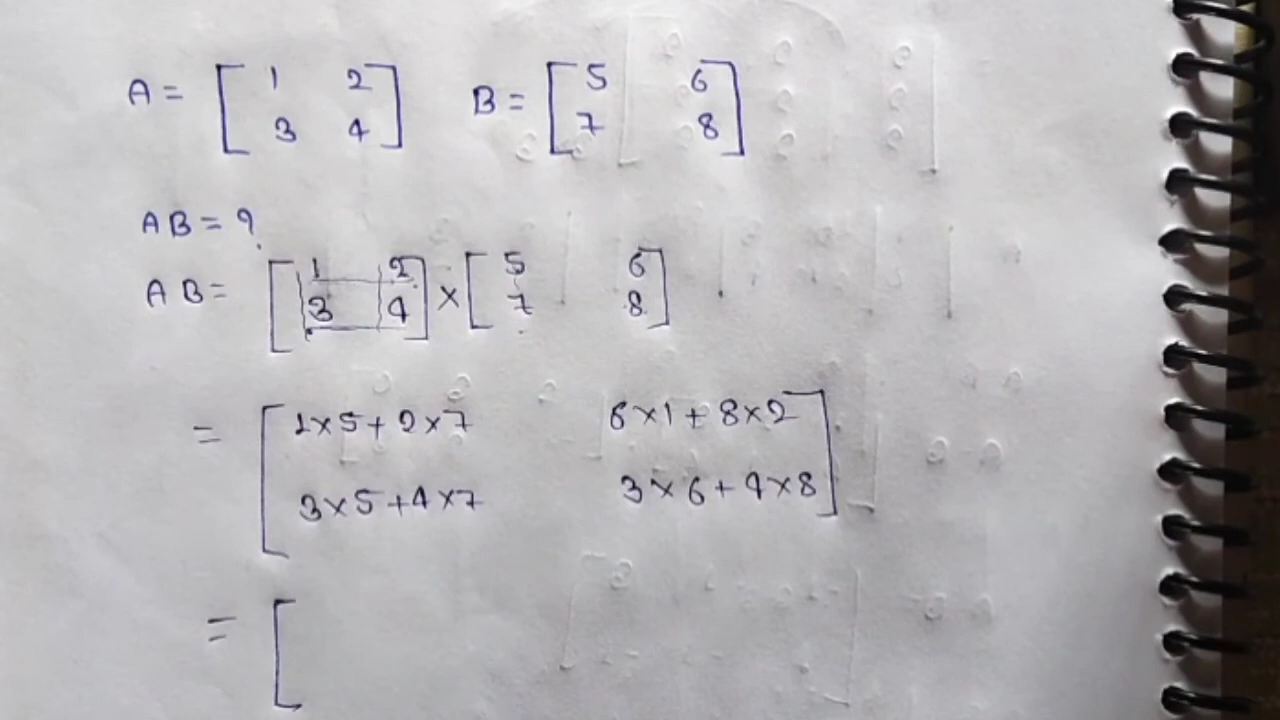 A = [ 1 2 B = [ 5 6
3 4 ] 7 8 ]
AB = ?
AB = [ 1 2 ] × [ 5 6
3 4 7 8 ]
= [ 1×5+2×7 6×1+8×2 ]
3×5+4×7 3×6+4×8
= [